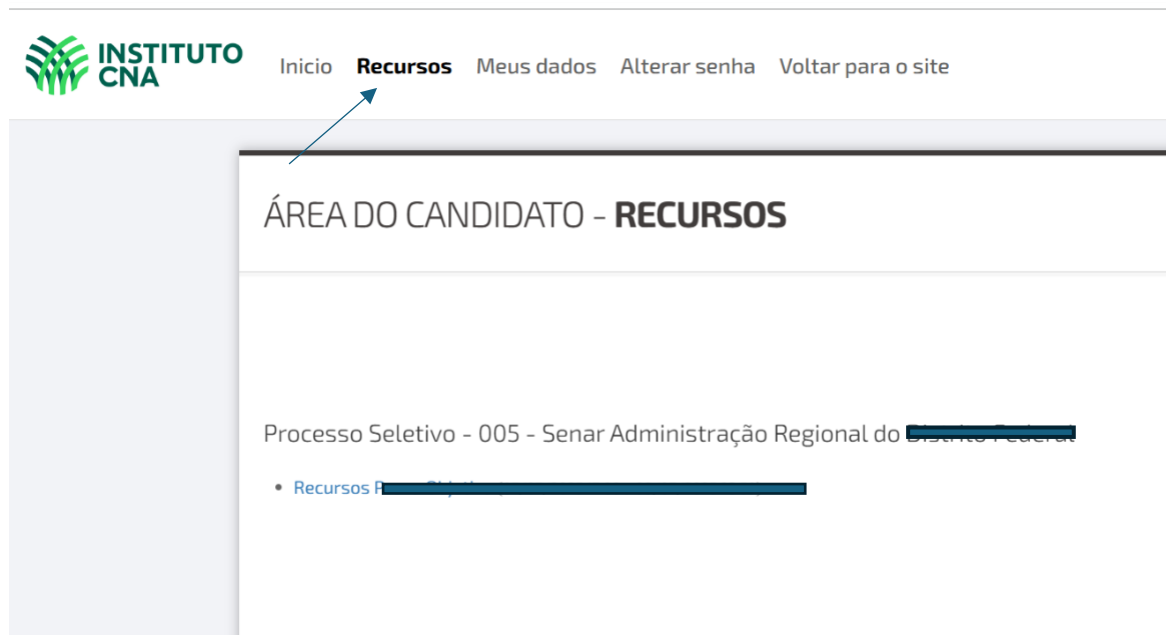 INSTITUTO
CNA
Inicio Recursos Meus dados Alterar senha Voltar para o site
ÁREA DO CANDIDATO - RECURSOS
Processo Seletivo - 005 - Senar Administração Regional do
Recursos